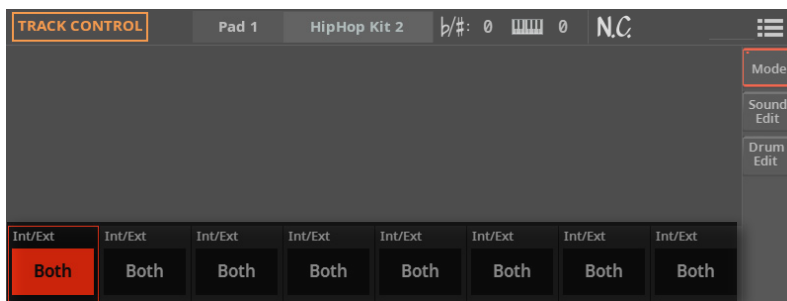 TRACK CONTROL Pad 1 HipHop Kit 2 ♭/#: 0 0 N.C.
Mode
Sound
Edit
Drum
Edit
Int/Ext Int/Ext Int/Ext Int/Ext Int/Ext Int/Ext Int/Ext Int/Ext
Both Both Both Both Both Both Both Both